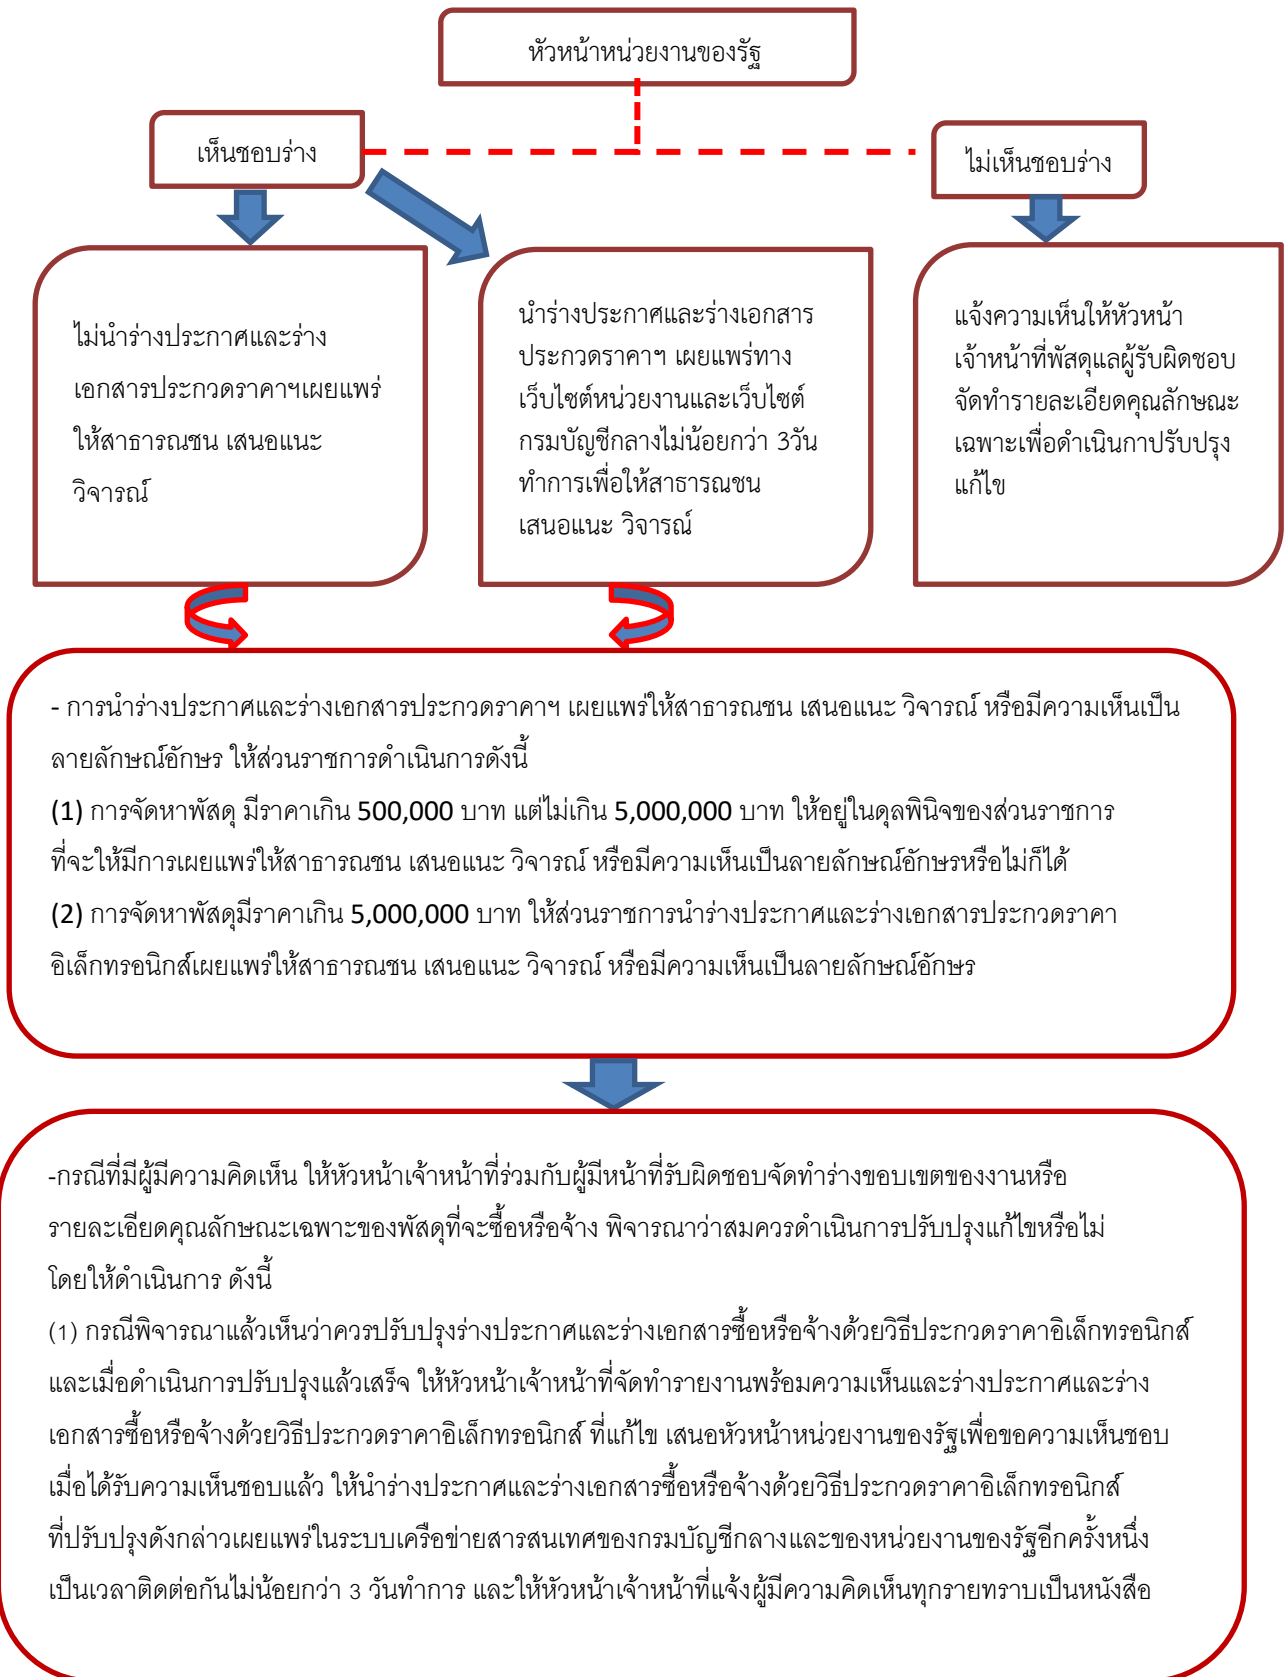 หัวหน้าหน่วยงานของรัฐ
เห็นชอบร่าง
ไม่เห็นชอบร่าง
ไม่นำร่างประกาศและร่าง
เอกสารประกวดราคาฯเผยแพร่
ให้สาธารณชน เสนอแนะ
วิจารณ์
นำร่างประกาศและร่างเอกสาร
ประกวดราคาฯ เผยแพร่ทาง
เว็บไซต์หน่วยงานและเว็บไซต์
กรมบัญชีกลางไม่น้อยกว่า 3วัน
ทำการเพื่อให้สาธารณชน
เสนอแนะ วิจารณ์
แจ้งความเห็นให้หัวหน้า
เจ้าหน้าที่พัสดุแลผู้รับผิดชอบ
จัดทำรายละเอียดคุณลักษณะ
เฉพาะเพื่อดำเนินกาปรับปรุง
แก้ไข
- การนำร่างประกาศและร่างเอกสารประกวดราคาฯ เผยแพร่ให้สาธารณชน เสนอแนะ วิจารณ์ หรือมีความเห็นเป็น
ลายลักษณ์อักษร ให้ส่วนราชการดำเนินการดังนี้
(1) การจัดหาพัสดุ มีราคาเกิน 500,000 บาท แต่ไม่เกิน 5,000,000 บาท ให้อยู่ในดุลพินิจของส่วนราชการ
ที่จะให้มีการเผยแพร่ให้สาธารณชน เสนอแนะ วิจารณ์ หรือมีความเห็นเป็นลายลักษณ์อักษรหรือไม่ก็ได้
(2) การจัดหาพัสดุมีราคาเกิน 5,000,000 บาท ให้ส่วนราชการนำร่างประกาศและร่างเอกสารประกวดราคา
อิเล็กทรอนิกส์เผยแพร่ให้สาธารณชน เสนอแนะ วิจารณ์ หรือมีความเห็นเป็นลายลักษณ์อักษร
-กรณีที่มีผู้มีความคิดเห็น ให้หัวหน้าเจ้าหน้าที่ร่วมกับผู้มีหน้าที่รับผิดชอบจัดทำร่างขอบเขตของงานหรือ
รายละเอียดคุณลักษณะเฉพาะของพัสดุที่จะซื้อหรือจ้าง พิจารณาว่าสมควรดำเนินการปรับปรุงแก้ไขหรือไม่
โดยให้ดำเนินการ ดังนี้
(1) กรณีพิจารณาแล้วเห็นว่าควรปรับปรุงร่างประกาศและร่างเอกสารซื้อหรือจ้างด้วยวิธีประกวดราคาอิเล็กทรอนิกส์
และเมื่อดำเนินการปรับปรุงแล้วเสร็จ ให้หัวหน้าเจ้าหน้าที่จัดทำรายงานพร้อมความเห็นและร่างประกาศและร่าง
เอกสารซื้อหรือจ้างด้วยวิธีประกวดราคาอิเล็กทรอนิกส์ ที่แก้ไข เสนอหัวหน้าหน่วยงานของรัฐเพื่อขอความเห็นชอบ
เมื่อได้รับความเห็นชอบแล้ว ให้นำร่างประกาศและร่างเอกสารซื้อหรือจ้างด้วยวิธีประกวดราคาอิเล็กทรอนิกส์
ที่ปรับปรุงดังกล่าวเผยแพร่ในระบบเครือข่ายสารสนเทศของกรมบัญชีกลางและของหน่วยงานของรัฐอีกครั้งหนึ่ง
เป็นเวลาติดต่อกันไม่น้อยกว่า 3 วันทำการ และให้หัวหน้าเจ้าหน้าที่แจ้งผู้มีความคิดเห็นทุกรายทราบเป็นหนังสือ